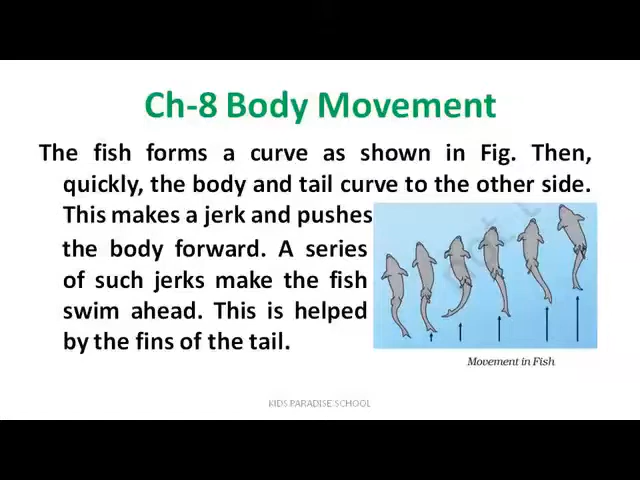 Ch-8 Body Movement
The fish forms a curve as shown in Fig. Then,
quickly, the body and tail curve to the other side.
This makes a jerk and pushes
the body forward. A series
of such jerks make the fish
swim ahead. This is helped
by the fins of the tail.
Movement in Fish
KIDS PARADISE SCHOOL